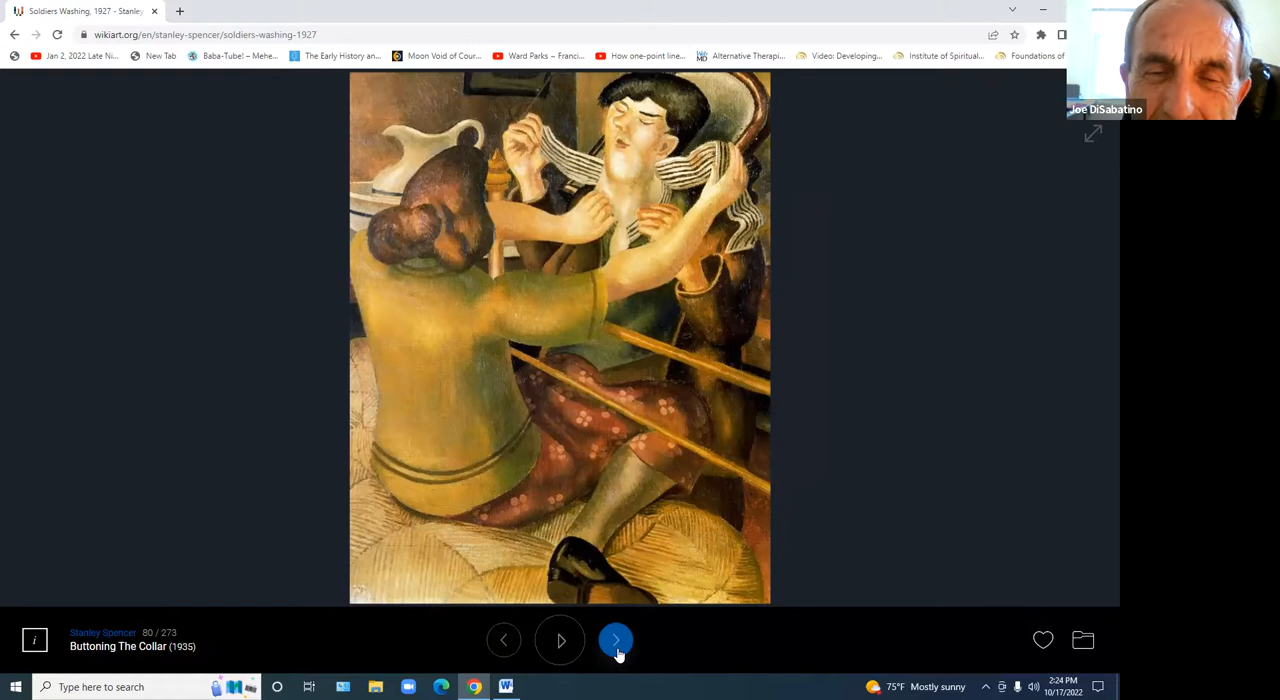 Soldiers Washing, 1927 - Stanley
wikiart.org/en/stanley-spencer/soldiers-washing-1927
Jan 2, 2022 Late Ni... New Tab Baba-Tube! – Mehe... The Early History an... Moon Void of Cour... Ward Parks – Franci... How one-point line... Alternative Therapi... Video: Developing... Institute of Spiritual... Foundations of
Joe DiSabatino
Stanley Spencer 80 / 273
Buttoning The Collar (1935)
Type here to search
75°F Mostly sunny
2:24 PM
10/17/2022